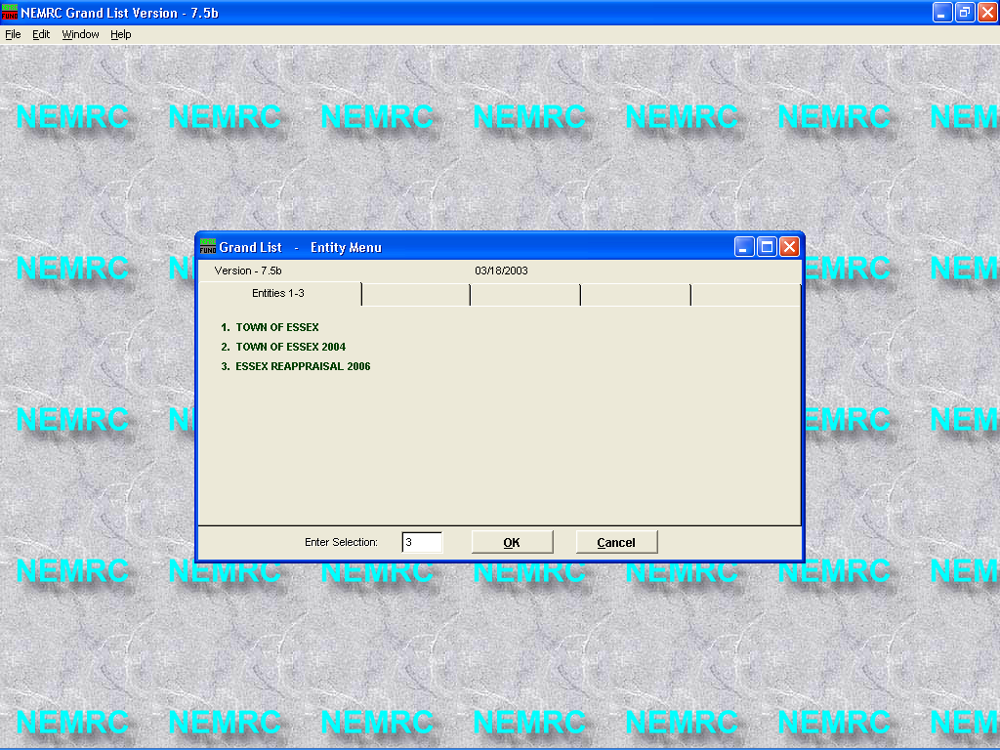 NEMRC Grand List Version - 7.5b
File Edit Window Help
NEMRC NEMRC NEMRC NEMRC NEMRC NEMRC NEM
FUND Grand List - Entity Menu
Version - 7.5b 03/18/2003
Entities 1-3
1. TOWN OF ESSEX
2. TOWN OF ESSEX 2004
3. ESSEX REAPPRAISAL 2006
NEMRC N EMRC NEM
Enter Selection: 3 OK Cancel
NEMRC NEMRC NEMRC NEMRC NEMRC NEMRC NEM
NEMRC NEMRC NEMRC NEMRC NEMRC NEMRC NEM